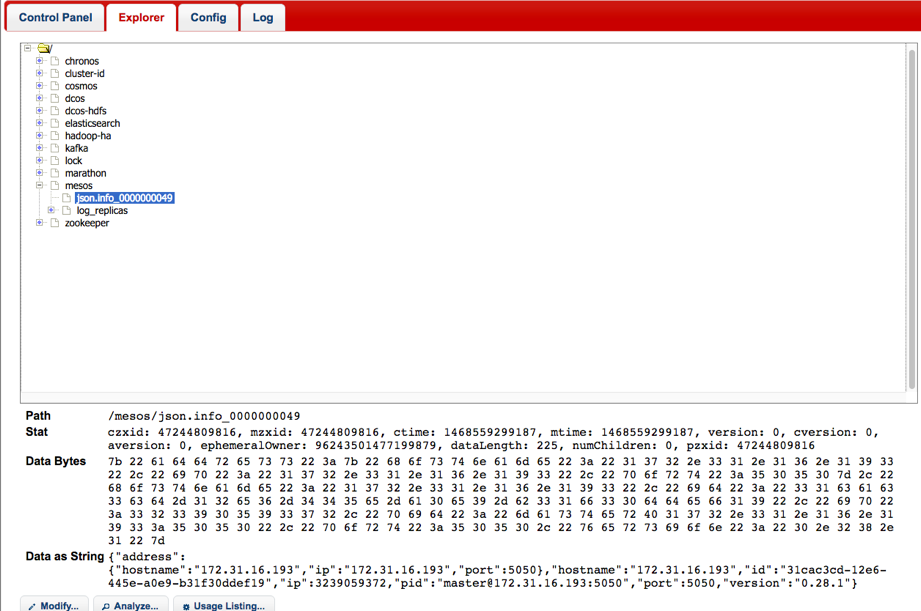 Control Panel Explorer Config Log
/
chronos
cluster-id
cosmos
dcos
dcos-hdfs
elasticsearch
hadoop-ha
kafka
lock
marathon
mesos
json.info_0000000049
log_replicas
zookeeper
Path /mesos/json.info_0000000049
Stat czxid: 47244809816, mzxid: 47244809816, ctime: 1468559299187, mtime: 1468559299187, version: 0, cversion: 0,
aversion: 0, ephemeralOwner: 96243501477199879, dataLength: 225, numChildren: 0, pzxid: 47244809816
Data Bytes 7b 22 61 64 64 72 65 73 73 22 3a 7b 22 68 6f 73 74 6e 61 6d 65 22 3a 22 31 37 32 2e 33 31 2e 31 36 2e 31 39 33
22 2c 22 69 70 22 3a 22 31 37 32 2e 33 31 2e 31 36 2e 31 39 33 22 2c 22 70 6f 72 74 22 3a 35 30 35 30 7d 2c 22
68 6f 73 74 6e 61 6d 65 22 3a 22 31 37 32 2e 33 31 2e 31 36 2e 31 39 33 22 2c 22 69 64 22 3a 22 33 31 63 61 63
33 63 64 2d 31 32 65 36 2d 34 34 35 65 2d 61 30 65 39 2d 62 33 31 66 33 30 64 64 65 66 31 39 22 2c 22 69 70 22
3a 33 32 33 39 30 35 39 33 37 32 2c 22 70 69 64 22 3a 22 6d 61 73 74 65 72 40 31 37 32 2e 33 31 2e 31 36 2e 31
39 33 3a 35 30 35 30 22 2c 22 70 6f 72 74 22 3a 35 30 35 30 2c 22 76 65 72 73 69 6f 6e 22 3a 22 30 2e 32 38 2e
31 22 7d
Data as String {"address":
{"hostname":"172.31.16.193","ip":"172.31.16.193","port":5050},"hostname":"172.31.16.193","id":"31cac3cd-12e6-
445e-a0e9-b31f30ddef19","ip":3239059372,"pid":"master@172.31.16.193:5050","port":5050,"version":"0.28.1"}
Modify... Analyze... Usage Listing...